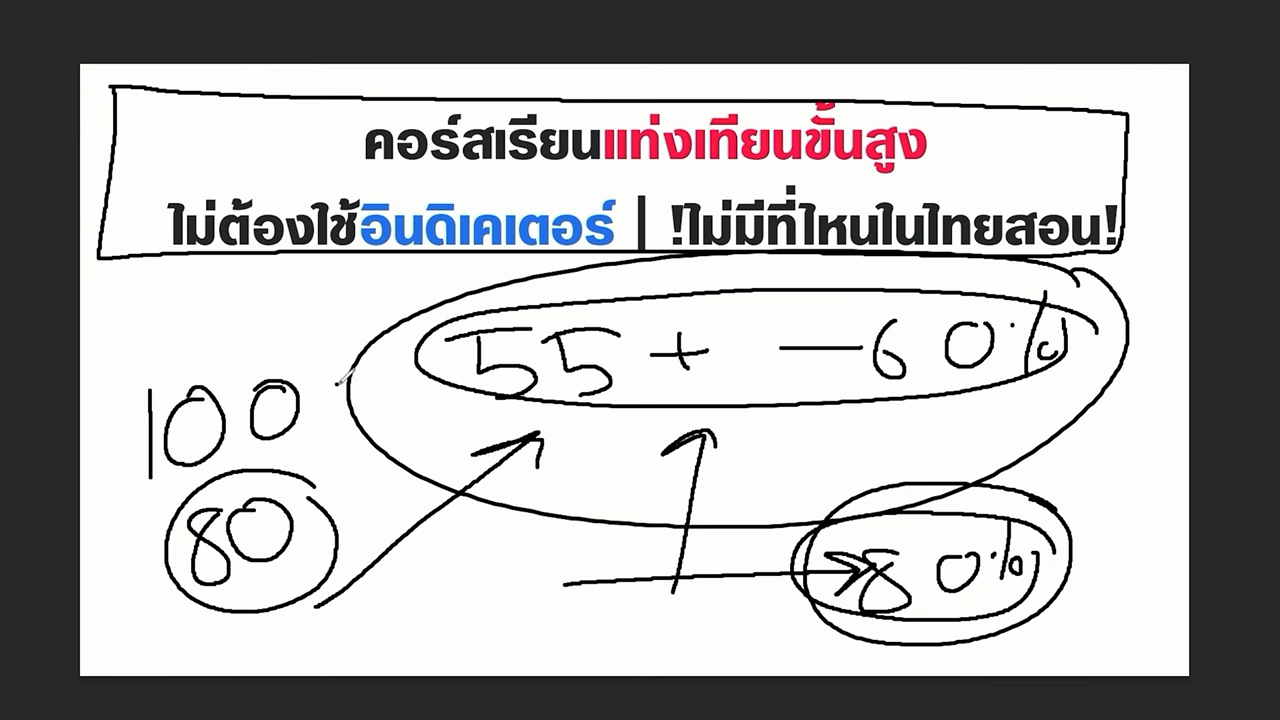 คอร์สเรียนแท่งเทียนขั้นสูง
ไม่ต้องใช้อินดิเคเตอร์ | !ไม่มีที่ไหนในไทยสอน!
55 + - 60%
100
80
80%